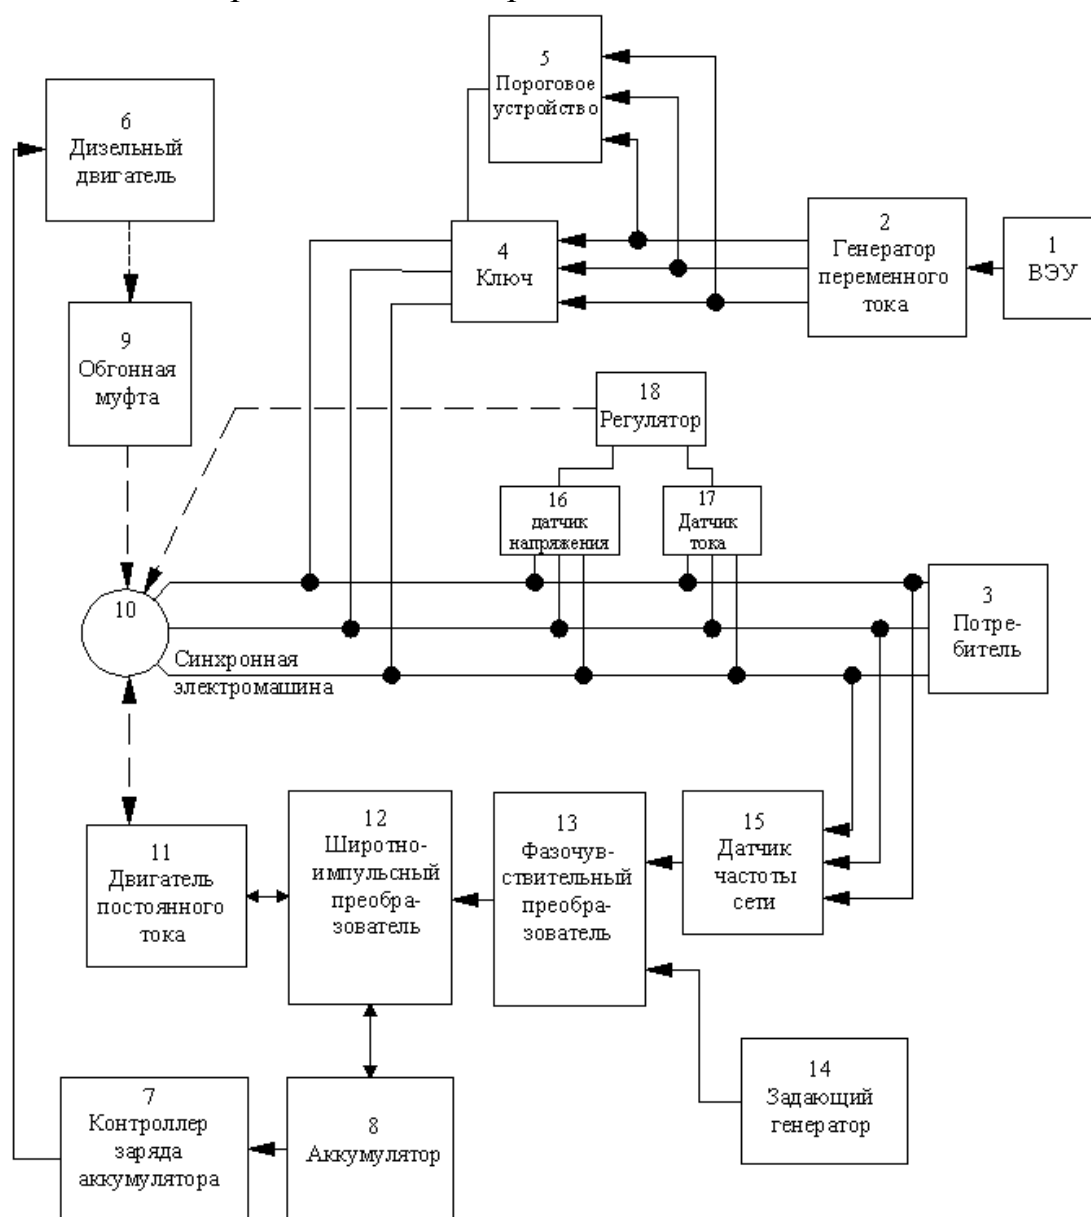 5
Пороговое
устройство
6
Дизельный
двигатель
4
Ключ
2
Генератор
переменного
тока
1
ВЭУ
9
Обгонная
муфта
18
Регулятор
16
датчик
напряжения
17
Датчик
тока
10
Синхронная
электромашина
3
Потре-
битель
11
Двигатель
постоянного
тока
12
Широтно-
импульсный
преобра-
зователь
13
Фазочув-
ствительный
преобра-
зователь
15
Датчик
частоты
сети
14
Задающий
генератор
7
Контроллер
заряда
аккумулятора
8
Аккумулятор